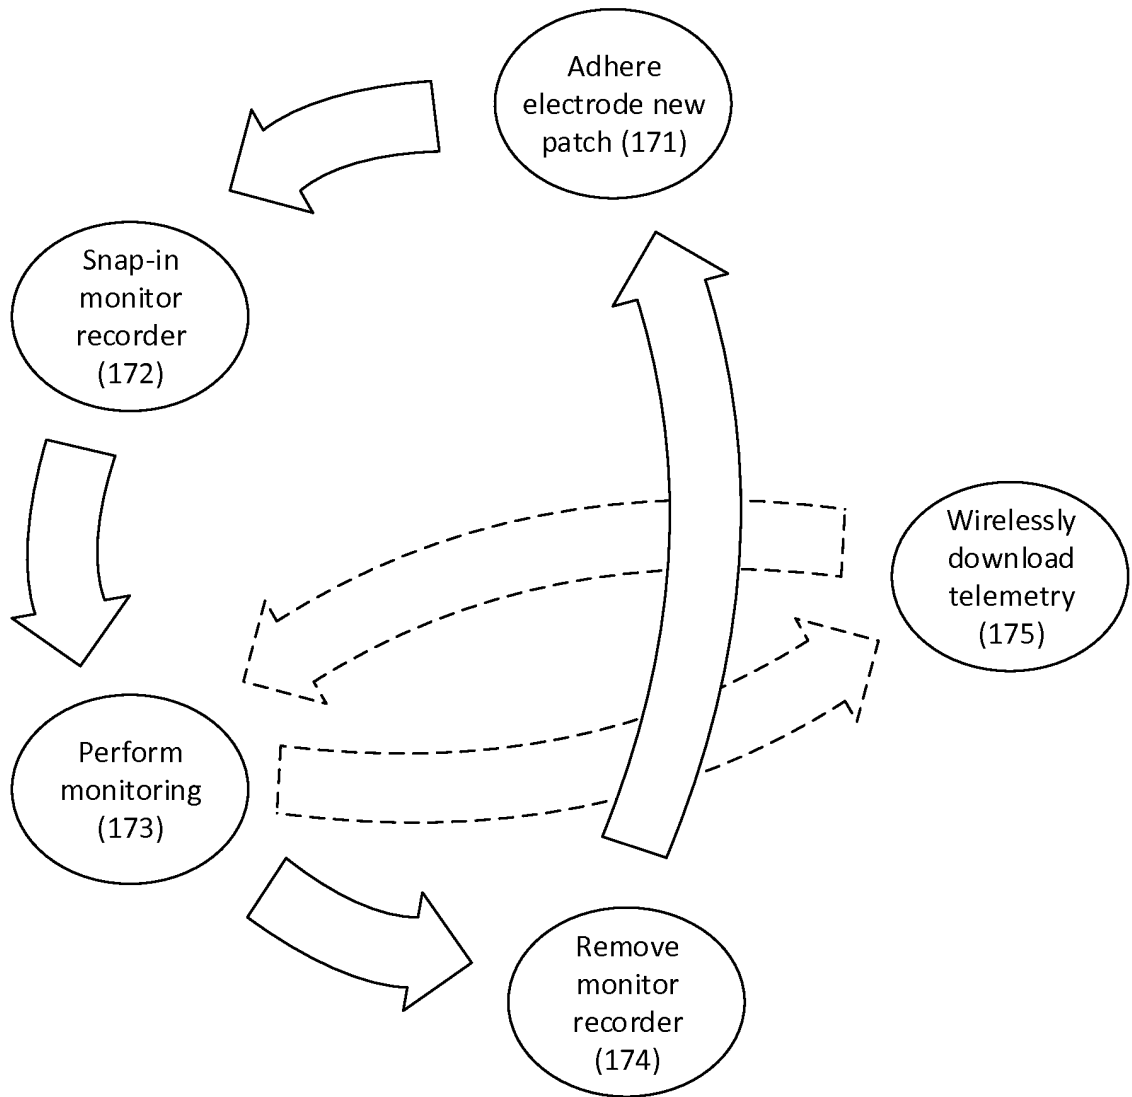 Adhere
electrode new
patch (171)
Snap-in
monitor
recorder
(172)
Wirelessly
download
telemetry
(175)
Perform
monitoring
(173)
Remove
monitor
recorder
(174)